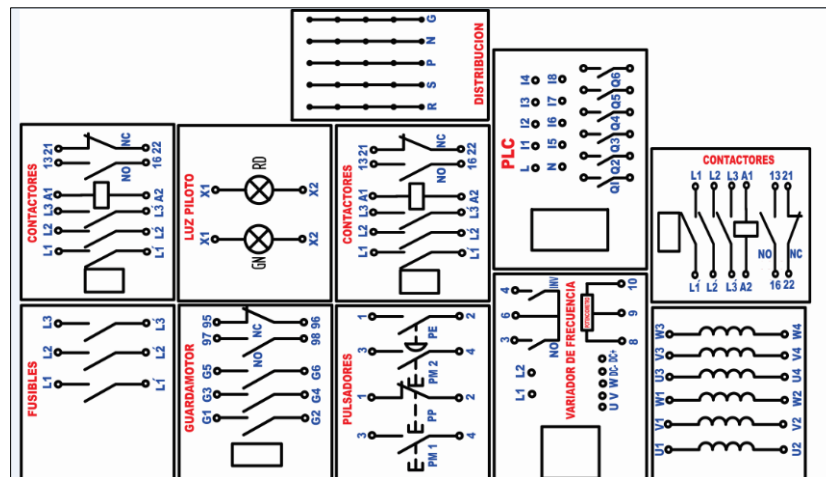 G
N
P
S
R
DISTRIBUCION
CONTACTORES
21 NC 22
13 NO 16
A1 A2
L3 L3
L2 L2
L1 L1
LUZ PILOTO
X1 RD X2
X1 GN X2
CONTACTORES
21 NC 22
13 NO 16
A1 A2
L3 L3
L2 L2
L1 L1
PLC
I4 I8
I3 I7
I2 I6
I1 I5
L N
Q6
Q5
Q4
Q3
Q2
Q1
CONTACTORES
L1 L2 L3 A1 13 21
NO NC
L1 L2 L3 A2 16 22
FUSIBLES
L3 L3
L2 L2
L1 L1
GUARDAMOTOR
95 NC 96
97 NO 98
G5 G6
G3 G4
G1 G2
PULSADORES
1 PE 2
3 PM 2 4
1 PP 2
3 PM 1 4
VARIADOR DE FRECUENCIA
4 INV
6
3 NO
L2
L1
10
9
8
U V W DC- DC+
W3 W4
V3 V4
U3 U4
W1 W2
V1 V2
U1 U2